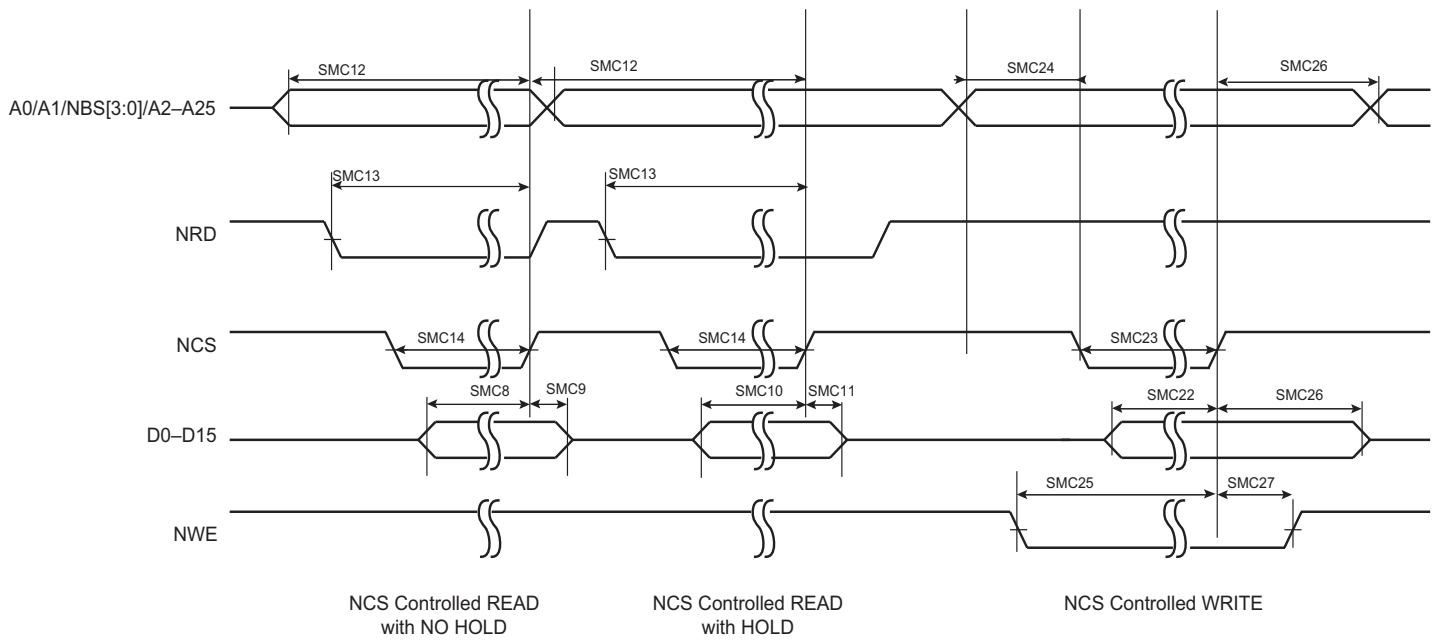 SMC12
SMC12
SMC24
SMC26
A0/A1/NBS[3:0]/A2–A25
SMC13
SMC13
NRD
SMC14
SMC14
SMC23
NCS
SMC8
SMC9
SMC10
SMC11
SMC22
SMC26
D0–D15
SMC25
SMC27
NWE
NCS Controlled READ
with NO HOLD
NCS Controlled READ
with HOLD
NCS Controlled WRITE